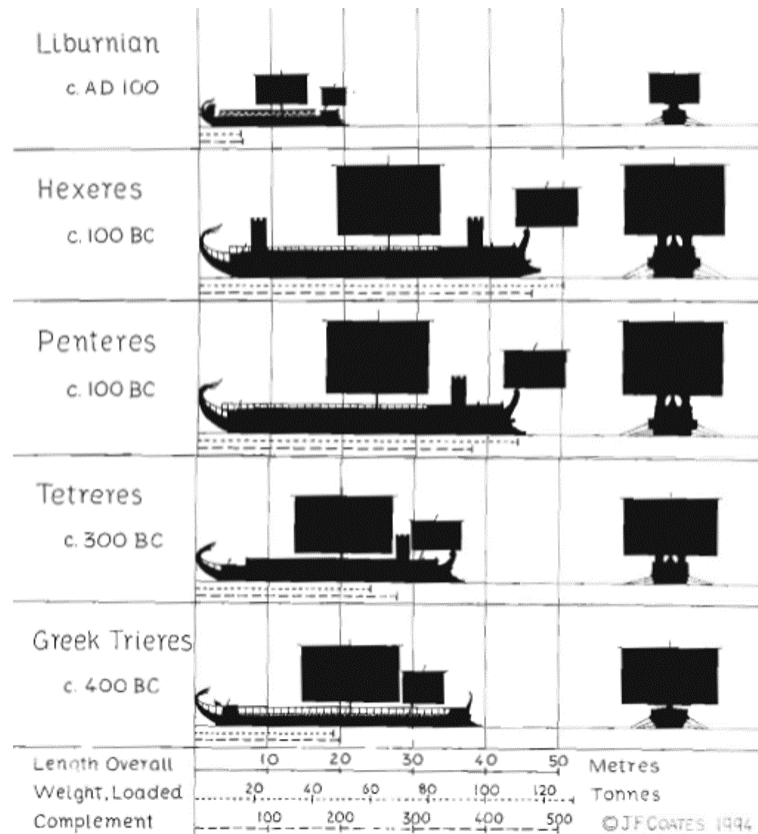 Liburnian
c. AD 100
Hexeres
c. 100 BC
Penteres
c. 100 BC
Tetreres
c. 300 BC
Greek Trieres
c. 400 BC
Length Overall 10 20 30 40 50 Metres
Weight, Loaded 20 40 60 80 100 120 Tonnes
Complement 100 200 300 400 500 © J F COATES 1994